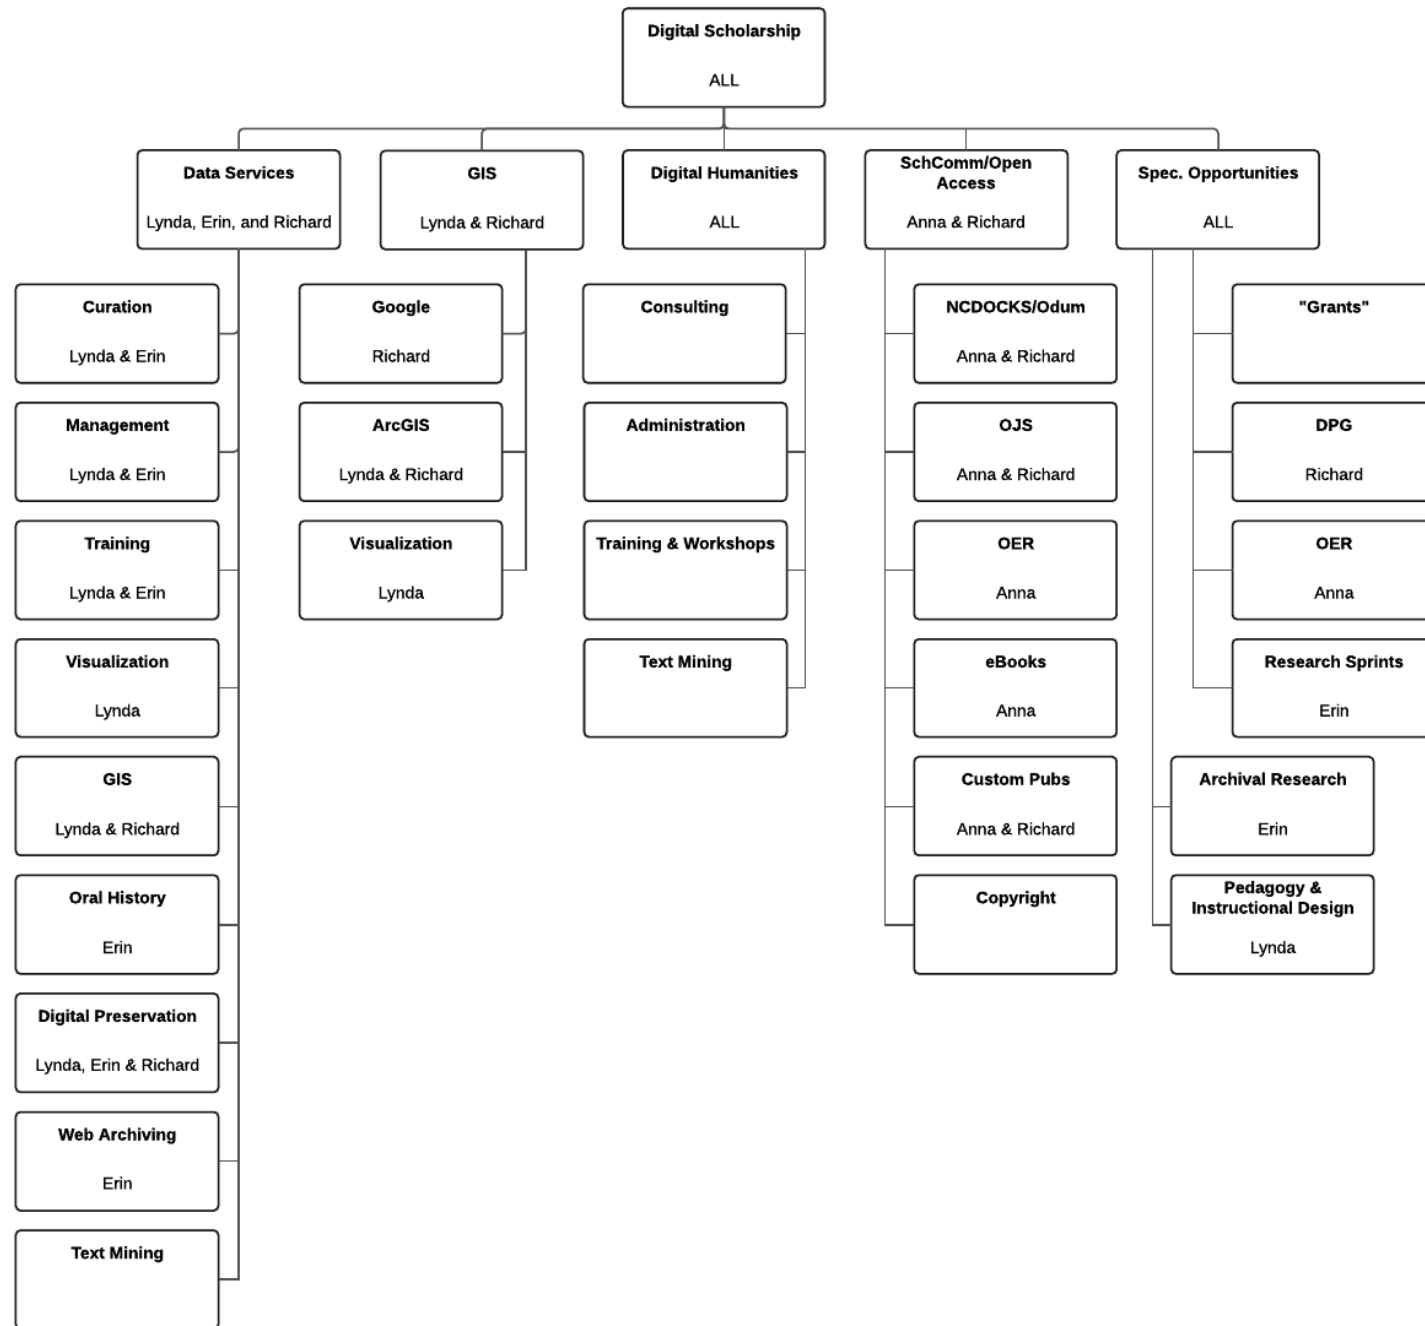 Digital Scholarship
ALL
Data Services
Lynda, Erin, and Richard
GIS
Lynda & Richard
Digital Humanities
ALL
SchComm/Open
Access
Anna & Richard
Spec. Opportunities
ALL
Curation
Lynda & Erin
Management
Lynda & Erin
Training
Lynda & Erin
Visualization
Lynda
GIS
Lynda & Richard
Oral History
Erin
Digital Preservation
Lynda, Erin & Richard
Web Archiving
Erin
Text Mining
Google
Richard
ArcGIS
Lynda & Richard
Visualization
Lynda
Consulting
Administration
Training & Workshops
Text Mining
NCDOCKS/Odum
Anna & Richard
OJS
Anna & Richard
OER
Anna
eBooks
Anna
Custom Pubs
Anna & Richard
Copyright
"Grants"
DPG
Richard
OER
Anna
Research Sprints
Erin
Archival Research
Erin
Pedagogy &
Instructional Design
Lynda